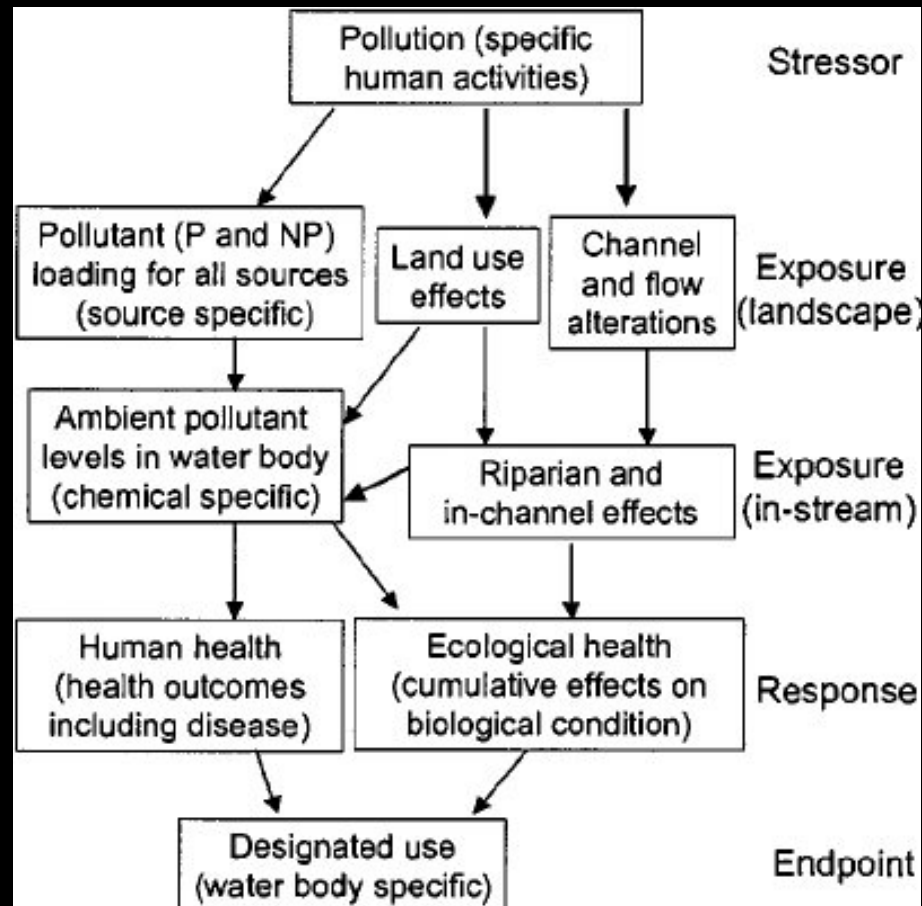 Pollution (specific
human activities)
Stressor
Pollutant (P and NP)
loading for all sources
(source specific)
Land use
effects
Channel
and flow
alterations
Exposure
(landscape)
Ambient pollutant
levels in water body
(chemical specific)
Riparian and
in-channel effects
Exposure
(in-stream)
Human health
(health outcomes
including disease)
Ecological health
(cumulative effects on
biological condition)
Response
Designated use
(water body specific)
Endpoint